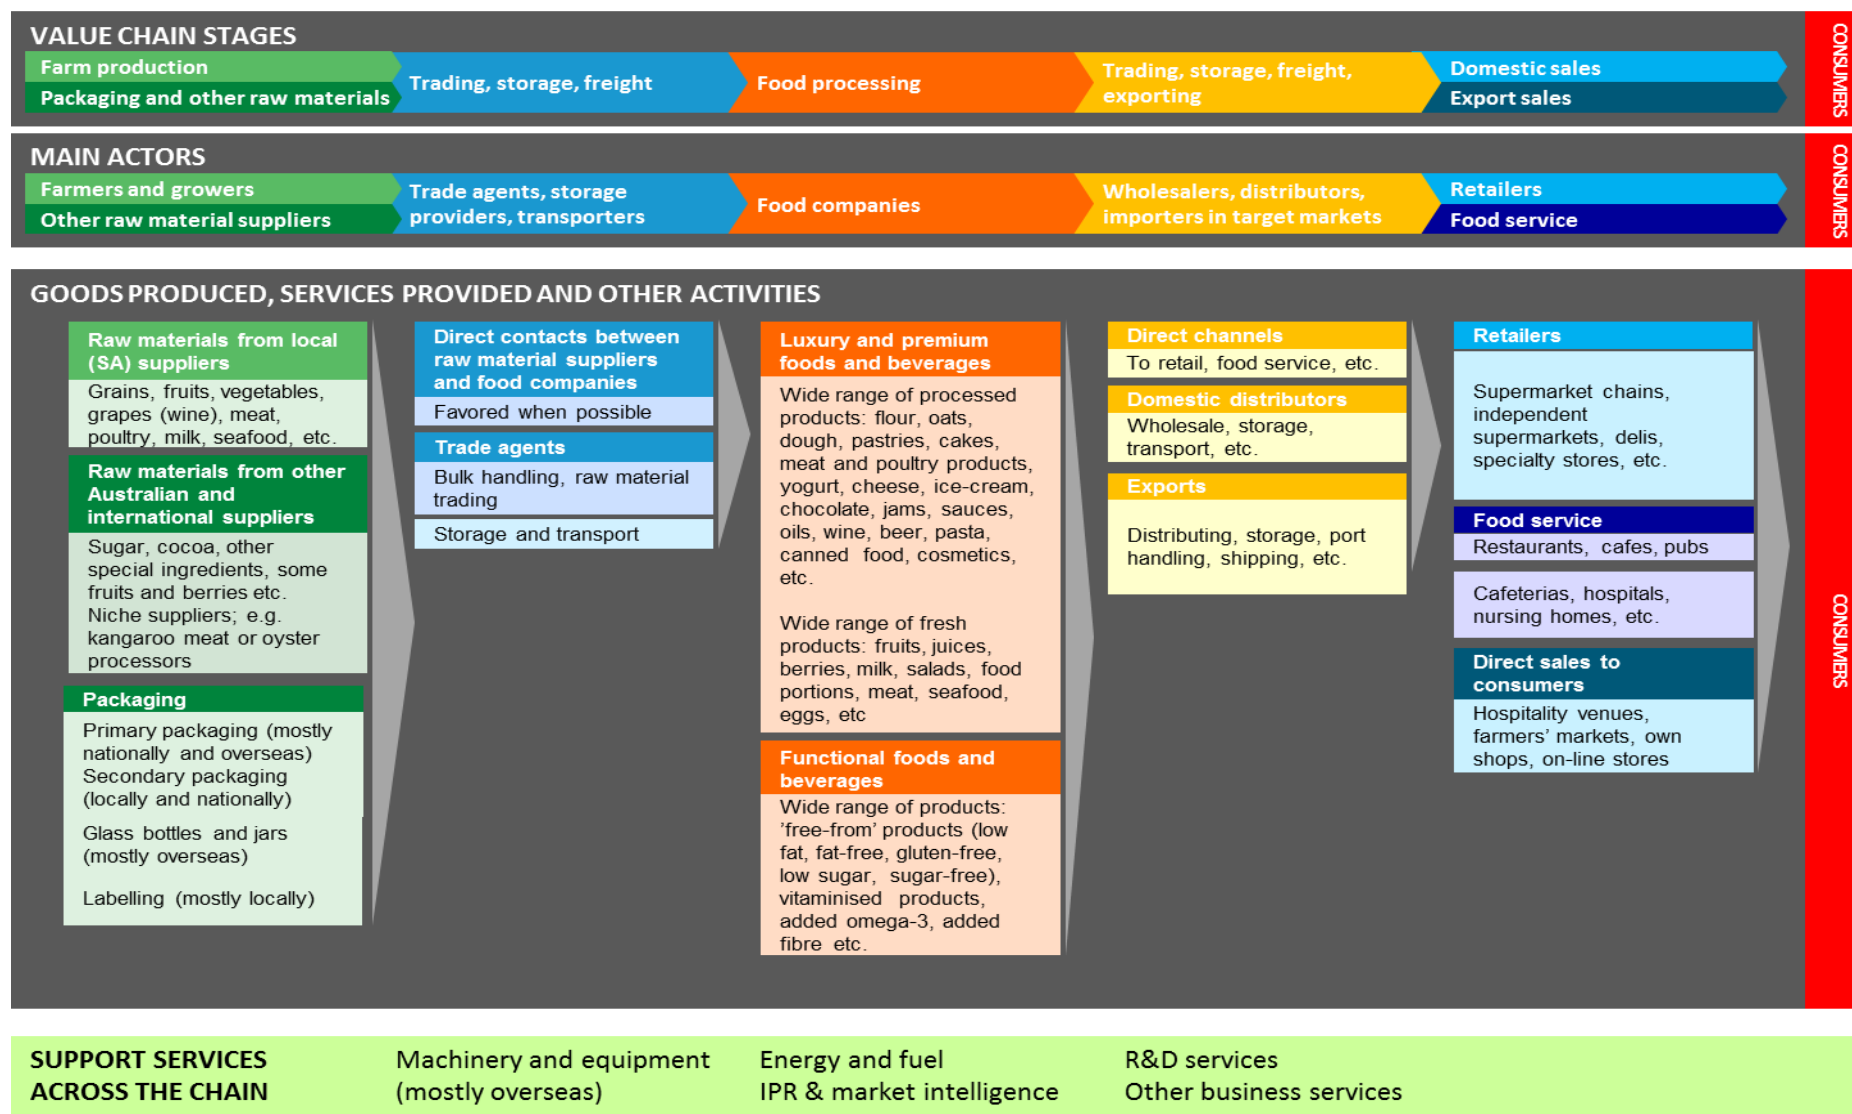 VALUE CHAIN STAGES
Farm production
Packaging and other raw materials
Trading, storage, freight
Food processing
Trading, storage, freight,
exporting
Domestic sales
Export sales
CONSUMERS
MAIN ACTORS
Farmers and growers
Other raw material suppliers
Trade agents, storage
providers, transporters
Food companies
Wholesalers, distributors,
importers in target markets
Retailers
Food service
CONSUMERS
GOODS PRODUCED, SERVICES PROVIDED AND OTHER ACTIVITIES
Raw materials from local
(SA) suppliers
Grains, fruits, vegetables,
grapes (wine), meat,
poultry, milk, seafood, etc.
Raw materials from other
Australian and
international suppliers
Sugar, cocoa, other
special ingredients, some
fruits and berries etc.
Niche suppliers; e.g.
kangaroo meat or oyster
processors
Packaging
Primary packaging (mostly
nationally and overseas)
Secondary packaging
(locally and nationally)
Glass bottles and jars
(mostly overseas)
Labelling (mostly locally)
Direct contacts between
raw material suppliers
and food companies
Favored when possible
Trade agents
Bulk handling, raw material
trading
Storage and transport
Luxury and premium
foods and beverages
Wide range of processed
products: flour, oats,
dough, pastries, cakes,
meat and poultry products,
yogurt, cheese, ice-cream,
chocolate, jams, sauces,
oils, wine, beer, pasta,
canned food, cosmetics,
etc.
Wide range of fresh
products: fruits, juices,
berries, milk, salads, food
portions, meat, seafood,
eggs, etc
Functional foods and
beverages
Wide range of products:
’free-from’ products (low
fat, fat-free, gluten-free,
low sugar, sugar-free),
vitaminised products,
added omega-3, added
fibre etc.
Direct channels
To retail, food service, etc.
Domestic distributors
Wholesale, storage,
transport, etc.
Exports
Distributing, storage, port
handling, shipping, etc.
Retailers
Supermarket chains,
independent
supermarkets, delis,
specialty stores, etc.
Food service
Restaurants, cafes, pubs
Cafeterias, hospitals,
nursing homes, etc.
Direct sales to
consumers
Hospitality venues,
farmers’ markets, own
shops, on-line stores
CONSUMERS
SUPPORT SERVICES
ACROSS THE CHAIN
Machinery and equipment
(mostly overseas)
Energy and fuel
IPR & market intelligence
R&D services
Other business services